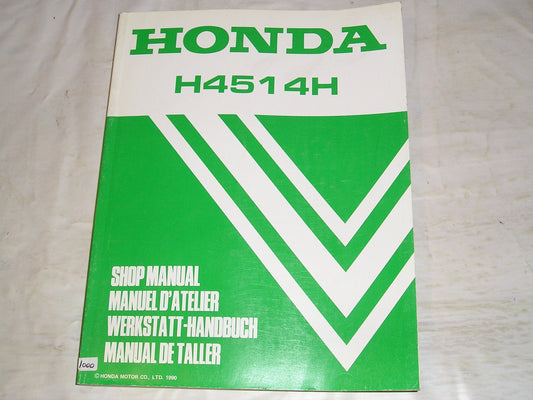 HONDA
H4514H
SHOP MANUAL
MANUEL D'ATELIER
WERKSTATT-HANDBUCH
MANUAL DE TALLER
1000
© HONDA MOTOR CO., LTD. 1990